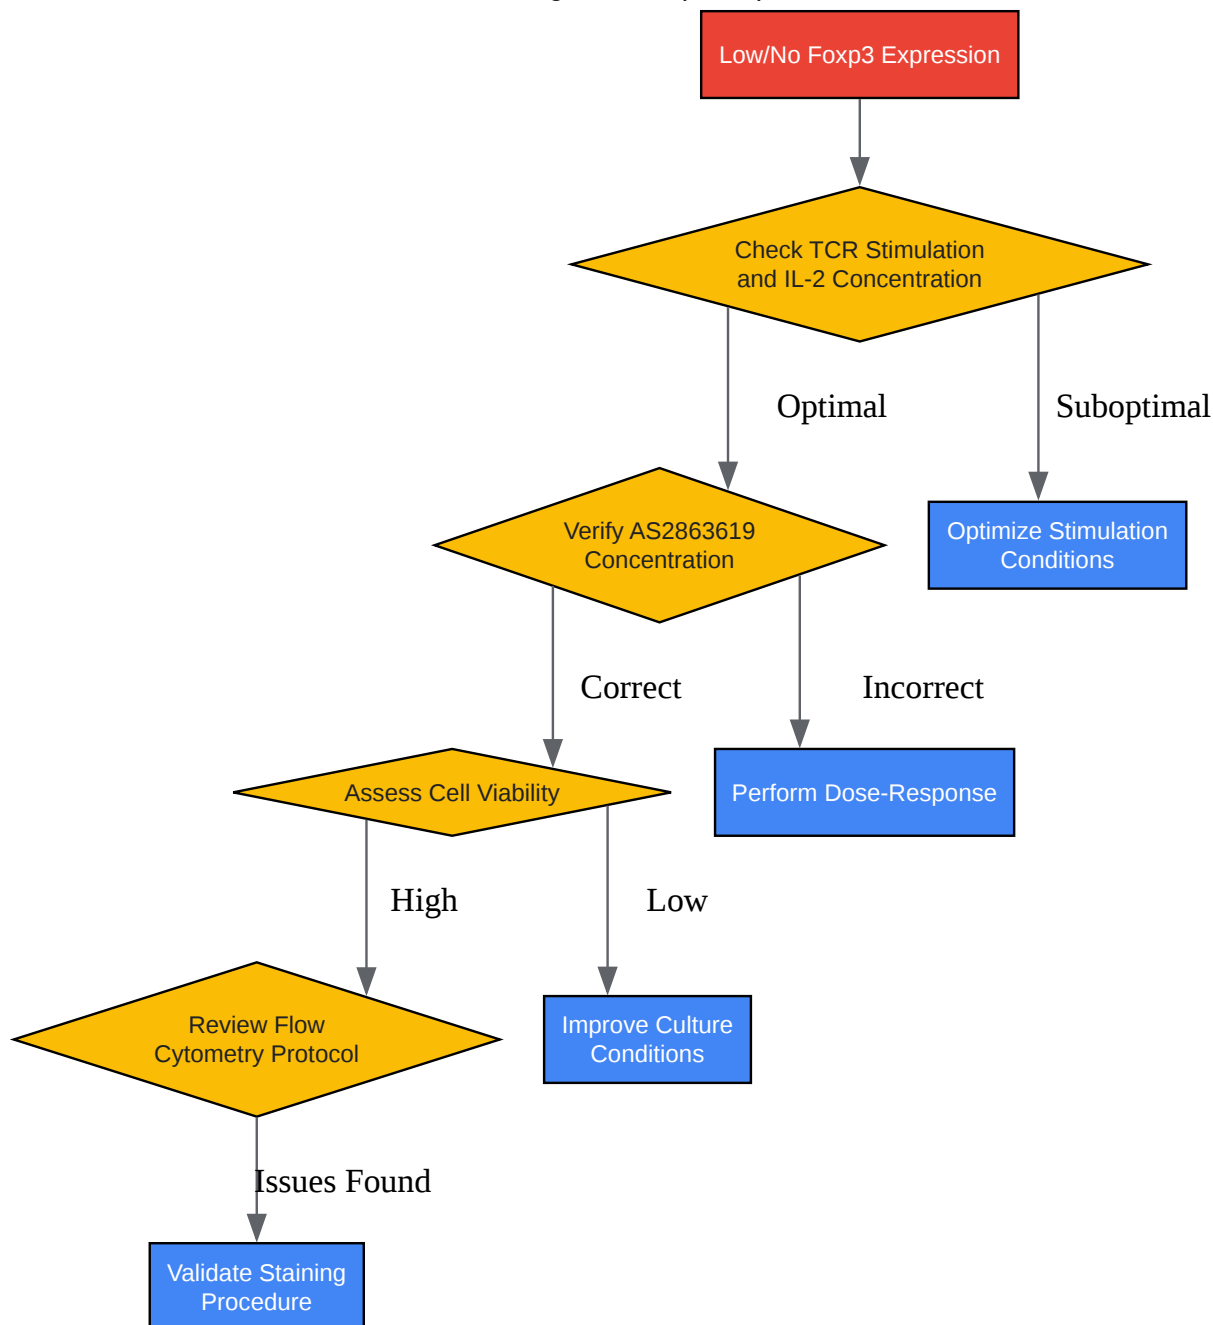 Low/No Foxp3 Expression
Check TCR Stimulation
and IL-2 Concentration
Optimal
Suboptimal
Verify AS2863619
Concentration
Optimize Stimulation
Conditions
Correct
Incorrect
Assess Cell Viability
Perform Dose-Response
High
Low
Review Flow
Cytometry Protocol
Improve Culture
Conditions
Issues Found
Validate Staining
Procedure